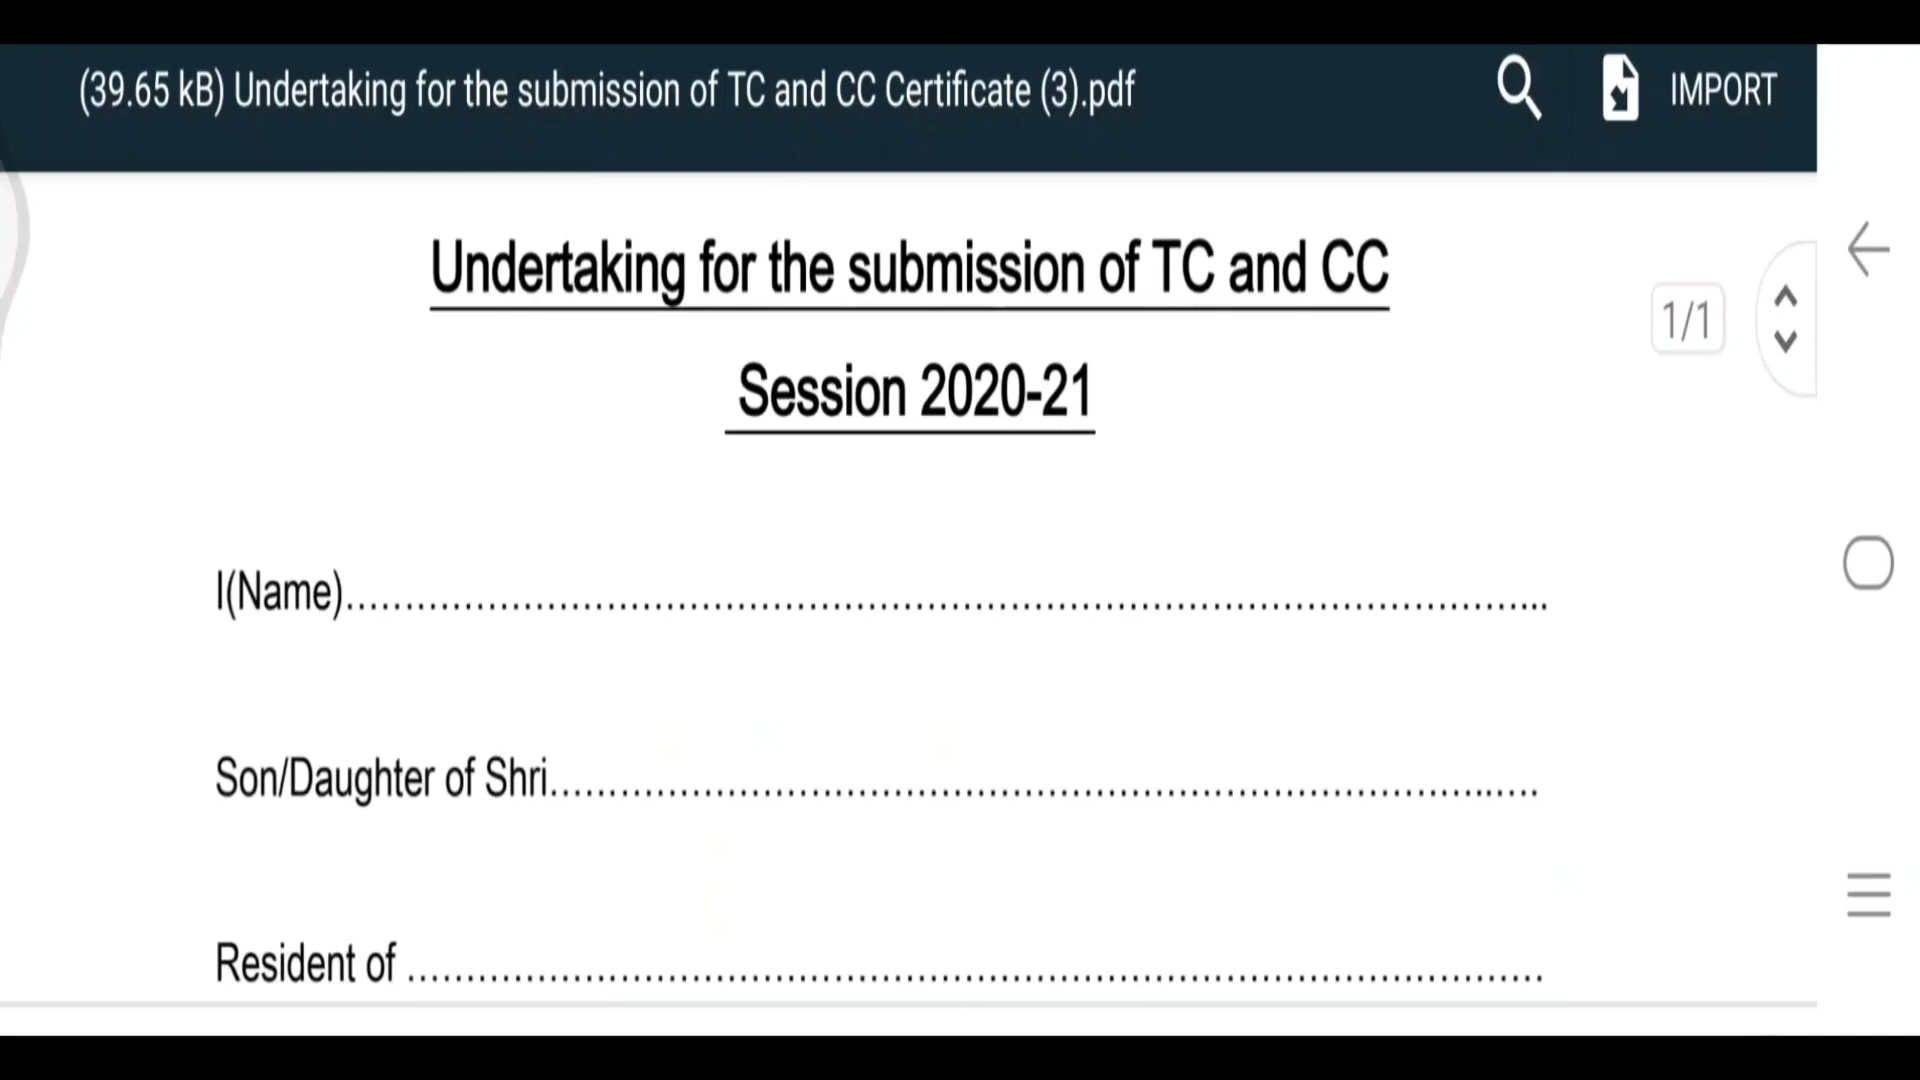 (39.65 kB) Undertaking for the submission of TC and CC Certificate (3).pdf
IMPORT
Undertaking for the submission of TC and CC
1/1
Session 2020-21
I(Name)................................................................................................
Son/Daughter of Shri................................................................................
Resident of ............................................................................................